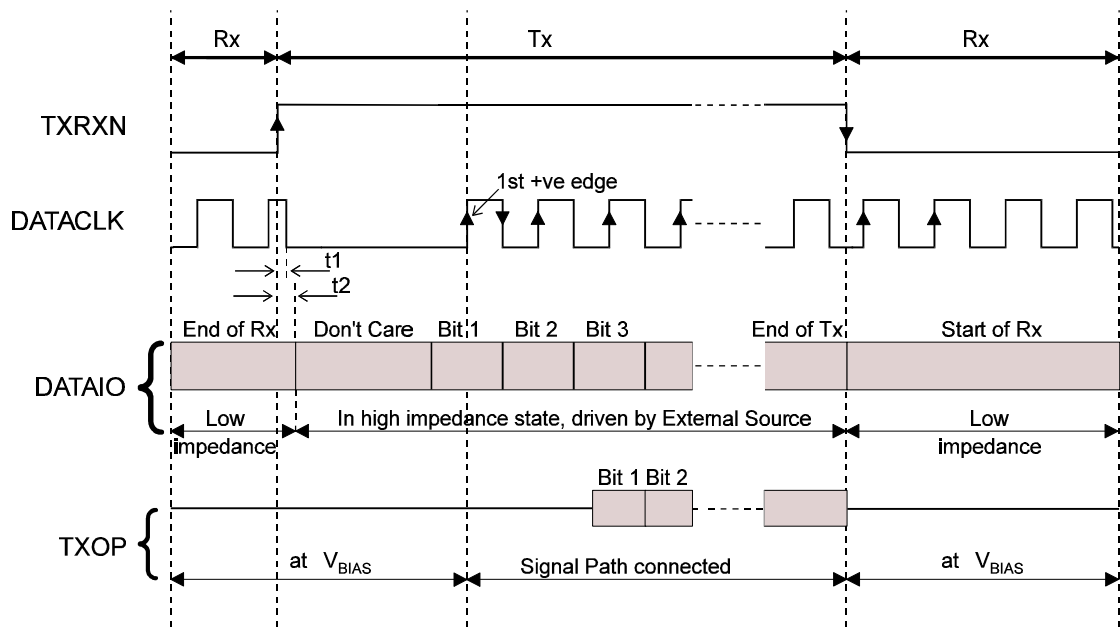 Rx Tx Rx
TXRXN
1st +ve edge
DATACLK
t1
t2
End of Rx Don't Care Bit 1 Bit 2 Bit 3 End of Tx Start of Rx
DATAIO
Low impedance In high impedance state, driven by External Source Low impedance
Bit 1 Bit 2
TXOP
at VBIAS Signal Path connected at VBIAS